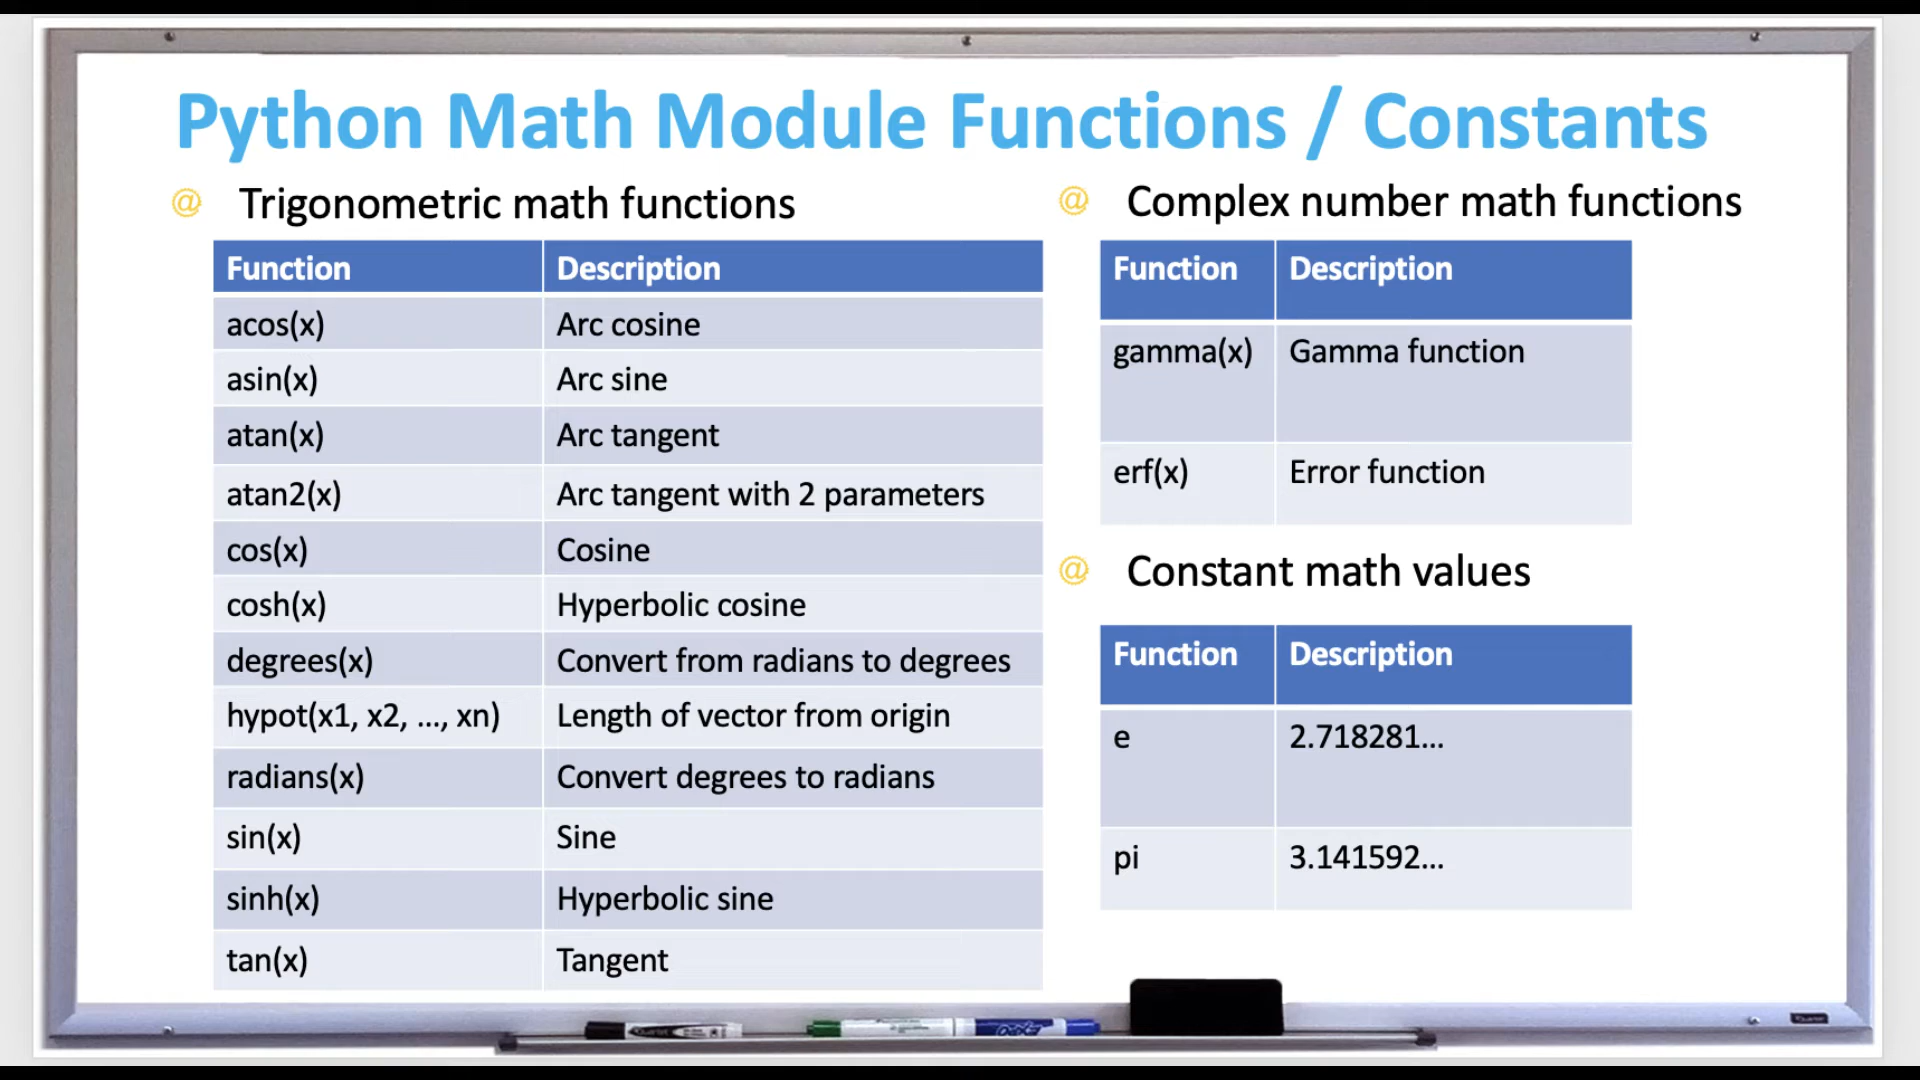 Python Math Module Functions / Constants
@ Trigonometric math functions
Function Description
acos(x) Arc cosine
asin(x) Arc sine
atan(x) Arc tangent
atan2(x) Arc tangent with 2 parameters
cos(x) Cosine
cosh(x) Hyperbolic cosine
degrees(x) Convert from radians to degrees
hypot(x1, x2, ..., xn) Length of vector from origin
radians(x) Convert degrees to radians
sin(x) Sine
sinh(x) Hyperbolic sine
tan(x) Tangent
@ Complex number math functions
Function Description
gamma(x) Gamma function
erf(x) Error function
@ Constant math values
Function Description
e 2.718281...
pi 3.141592...